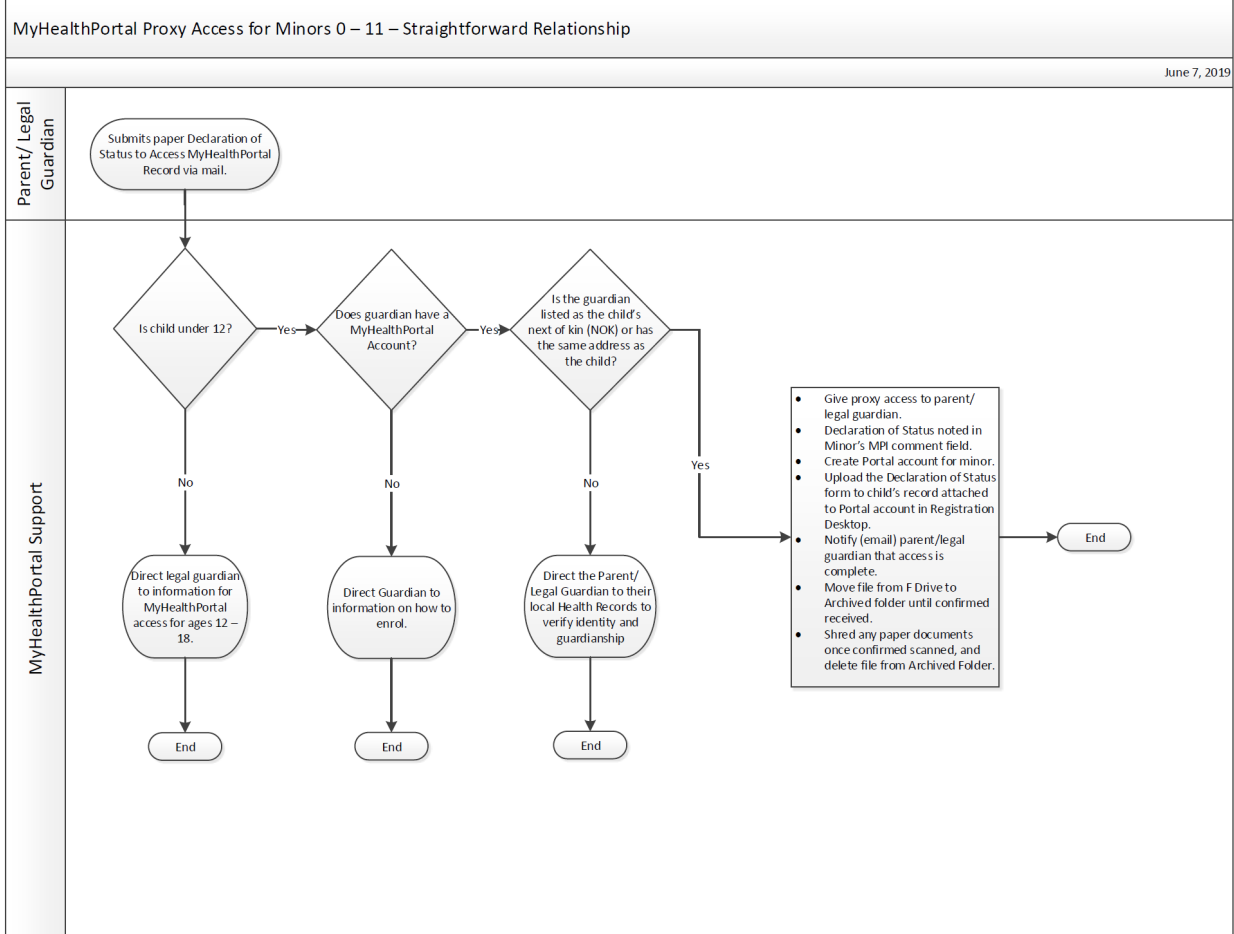 MyHealthPortal Proxy Access for Minors 0 – 11 – Straightforward Relationship
June 7, 2019
Parent/ Legal
Guardian
Submits paper Declaration of
Status to Access MyHealthPortal
Record via mail.
MyHealthPortal Support
Is child under 12?
Yes
Does guardian have a
MyHealthPortal
Account?
Yes
Is the guardian
listed as the child's
next of kin (NOK) or has
the same address as
the child?
Yes
No
No
No
Direct legal guardian
to information for
MyHealthPortal
access for ages 12 –
18.
Direct Guardian to
information on how to
enrol.
Direct the Parent/
Legal Guardian to their
local Health Records to
verify identity and
guardianship
• Give proxy access to parent/
legal guardian.
• Declaration of Status noted in
Minor's MPI comment field.
• Create Portal account for minor.
• Upload the Declaration of Status
form to child's record attached
to Portal account in Registration
Desktop.
• Notify (email) parent/legal
guardian that access is
complete.
• Move file from F Drive to
Archived folder until confirmed
received.
• Shred any paper documents
once confirmed scanned, and
delete file from Archived Folder.
End
End
End
End